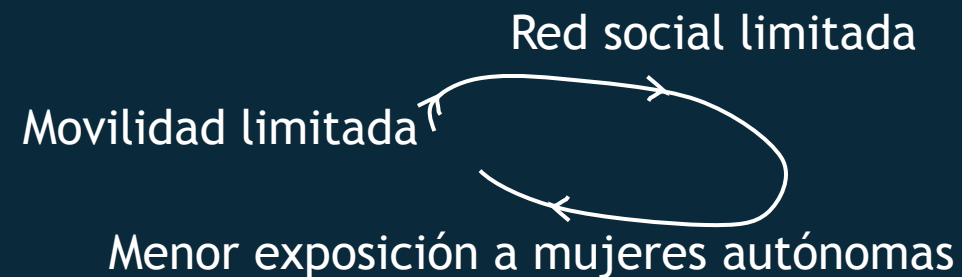 Red social limitada
Movilidad limitada
Menor exposición a mujeres autónomas